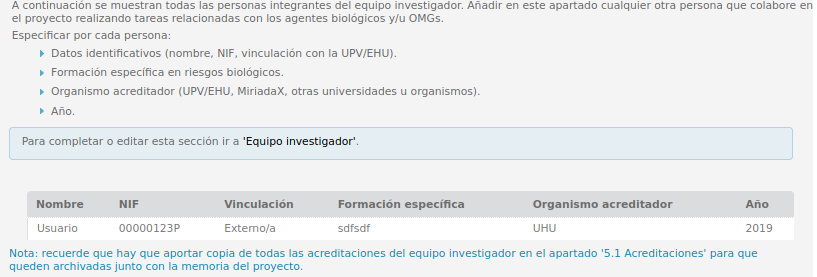 A continuación se muestran todas las personas integrantes del equipo investigador. Añadir en este apartado cualquier otra persona que colabore en
el proyecto realizando tareas relacionadas con los agentes biológicos y/u OMGs.
Especificar por cada persona:
Datos identificativos (nombre, NIF, vinculación con la UPV/EHU).
Formación específica en riesgos biológicos.
Organismo acreditador (UPV/EHU, MiriadaX, otras universidades u organismos).
Año.
Para completar o editar esta sección ir a 'Equipo investigador'.
Nombre NIF Vinculación Formación específica Organismo acreditador Año
Usuario 00000123P Externo/a sdfsdf UHU 2019
Nota: recuerde que hay que aportar copia de todas las acreditaciones del equipo investigador en el apartado '5.1 Acreditaciones' para que
queden archivadas junto con la memoria del proyecto.